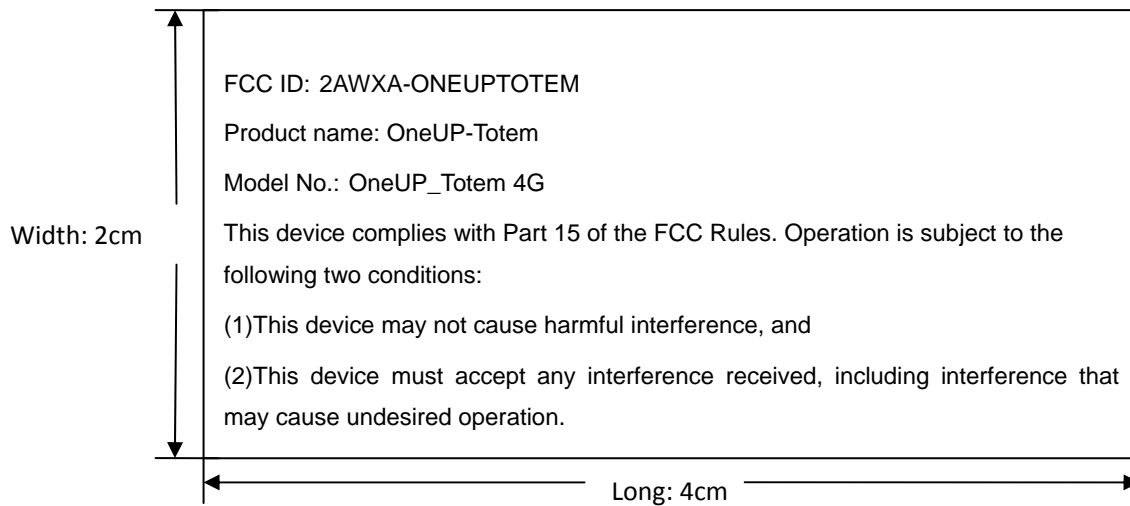 FCC ID: 2AWXA-ONEUPTOTEM
Product name: OneUP-Totem
Model No.: OneUP_Totem 4G
Width: 2cm
This device complies with Part 15 of the FCC Rules. Operation is subject to the
following two conditions:
(1)This device may not cause harmful interference, and
(2)This device must accept any interference received, including interference that
may cause undesired operation.
Long: 4cm